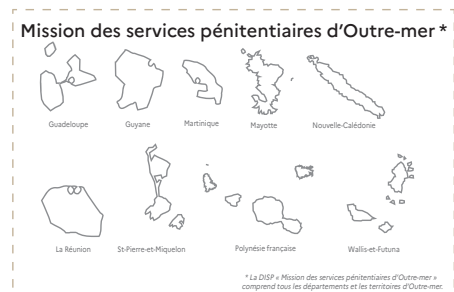 Mission des services pénitentiaires d’Outre-mer *
Guadeloupe
Guyane
Martinique
Mayotte
Nouvelle-Calédonie
La Réunion
St-Pierre-et-Miquelon
Polynésie française
Wallis-et-Futuna
* La DISP « Mission des services pénitentiaires d’Outre-mer »
comprend tous les départements et les territoires d’Outre-mer.